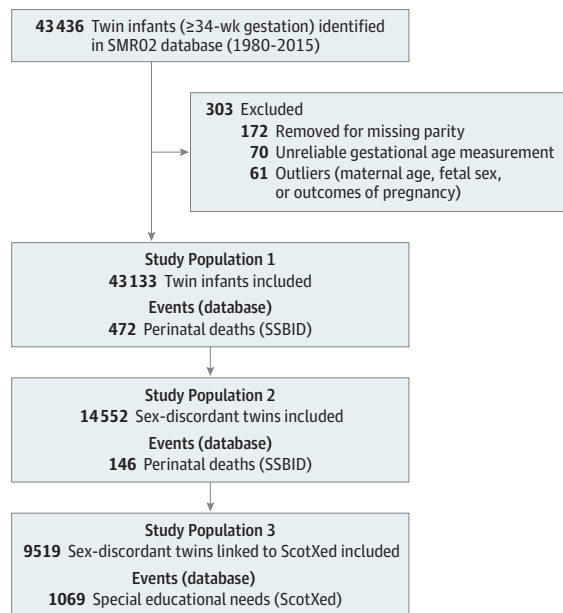 43 436 Twin infants (≥34-wk gestation) identified
in SMR02 database (1980-2015)
303 Excluded
172 Removed for missing parity
70 Unreliable gestational age measurement
61 Outliers (maternal age, fetal sex,
or outcomes of pregnancy)
Study Population 1
43 133 Twin infants included
Events (database)
472 Perinatal deaths (SSBID)
Study Population 2
14 552 Sex-discordant twins included
Events (database)
146 Perinatal deaths (SSBID)
Study Population 3
9519 Sex-discordant twins linked to ScotXed included
Events (database)
1069 Special educational needs (ScotXed)